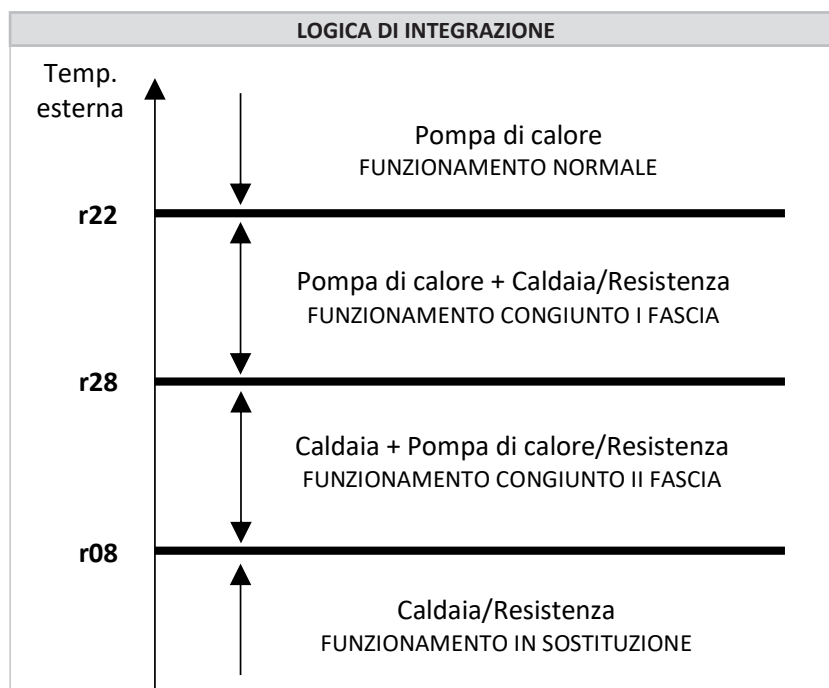 LOGICA DI INTEGRAZIONE
Temp.
esterna
Pompa di calore
FUNZIONAMENTO NORMALE
r22
Pompa di calore + Caldaia/Resistenza
FUNZIONAMENTO CONGIUNTO I FASCIA
r28
Caldaia + Pompa di calore/Resistenza
FUNZIONAMENTO CONGIUNTO II FASCIA
r08
Caldaia/Resistenza
FUNZIONAMENTO IN SOSTITUZIONE